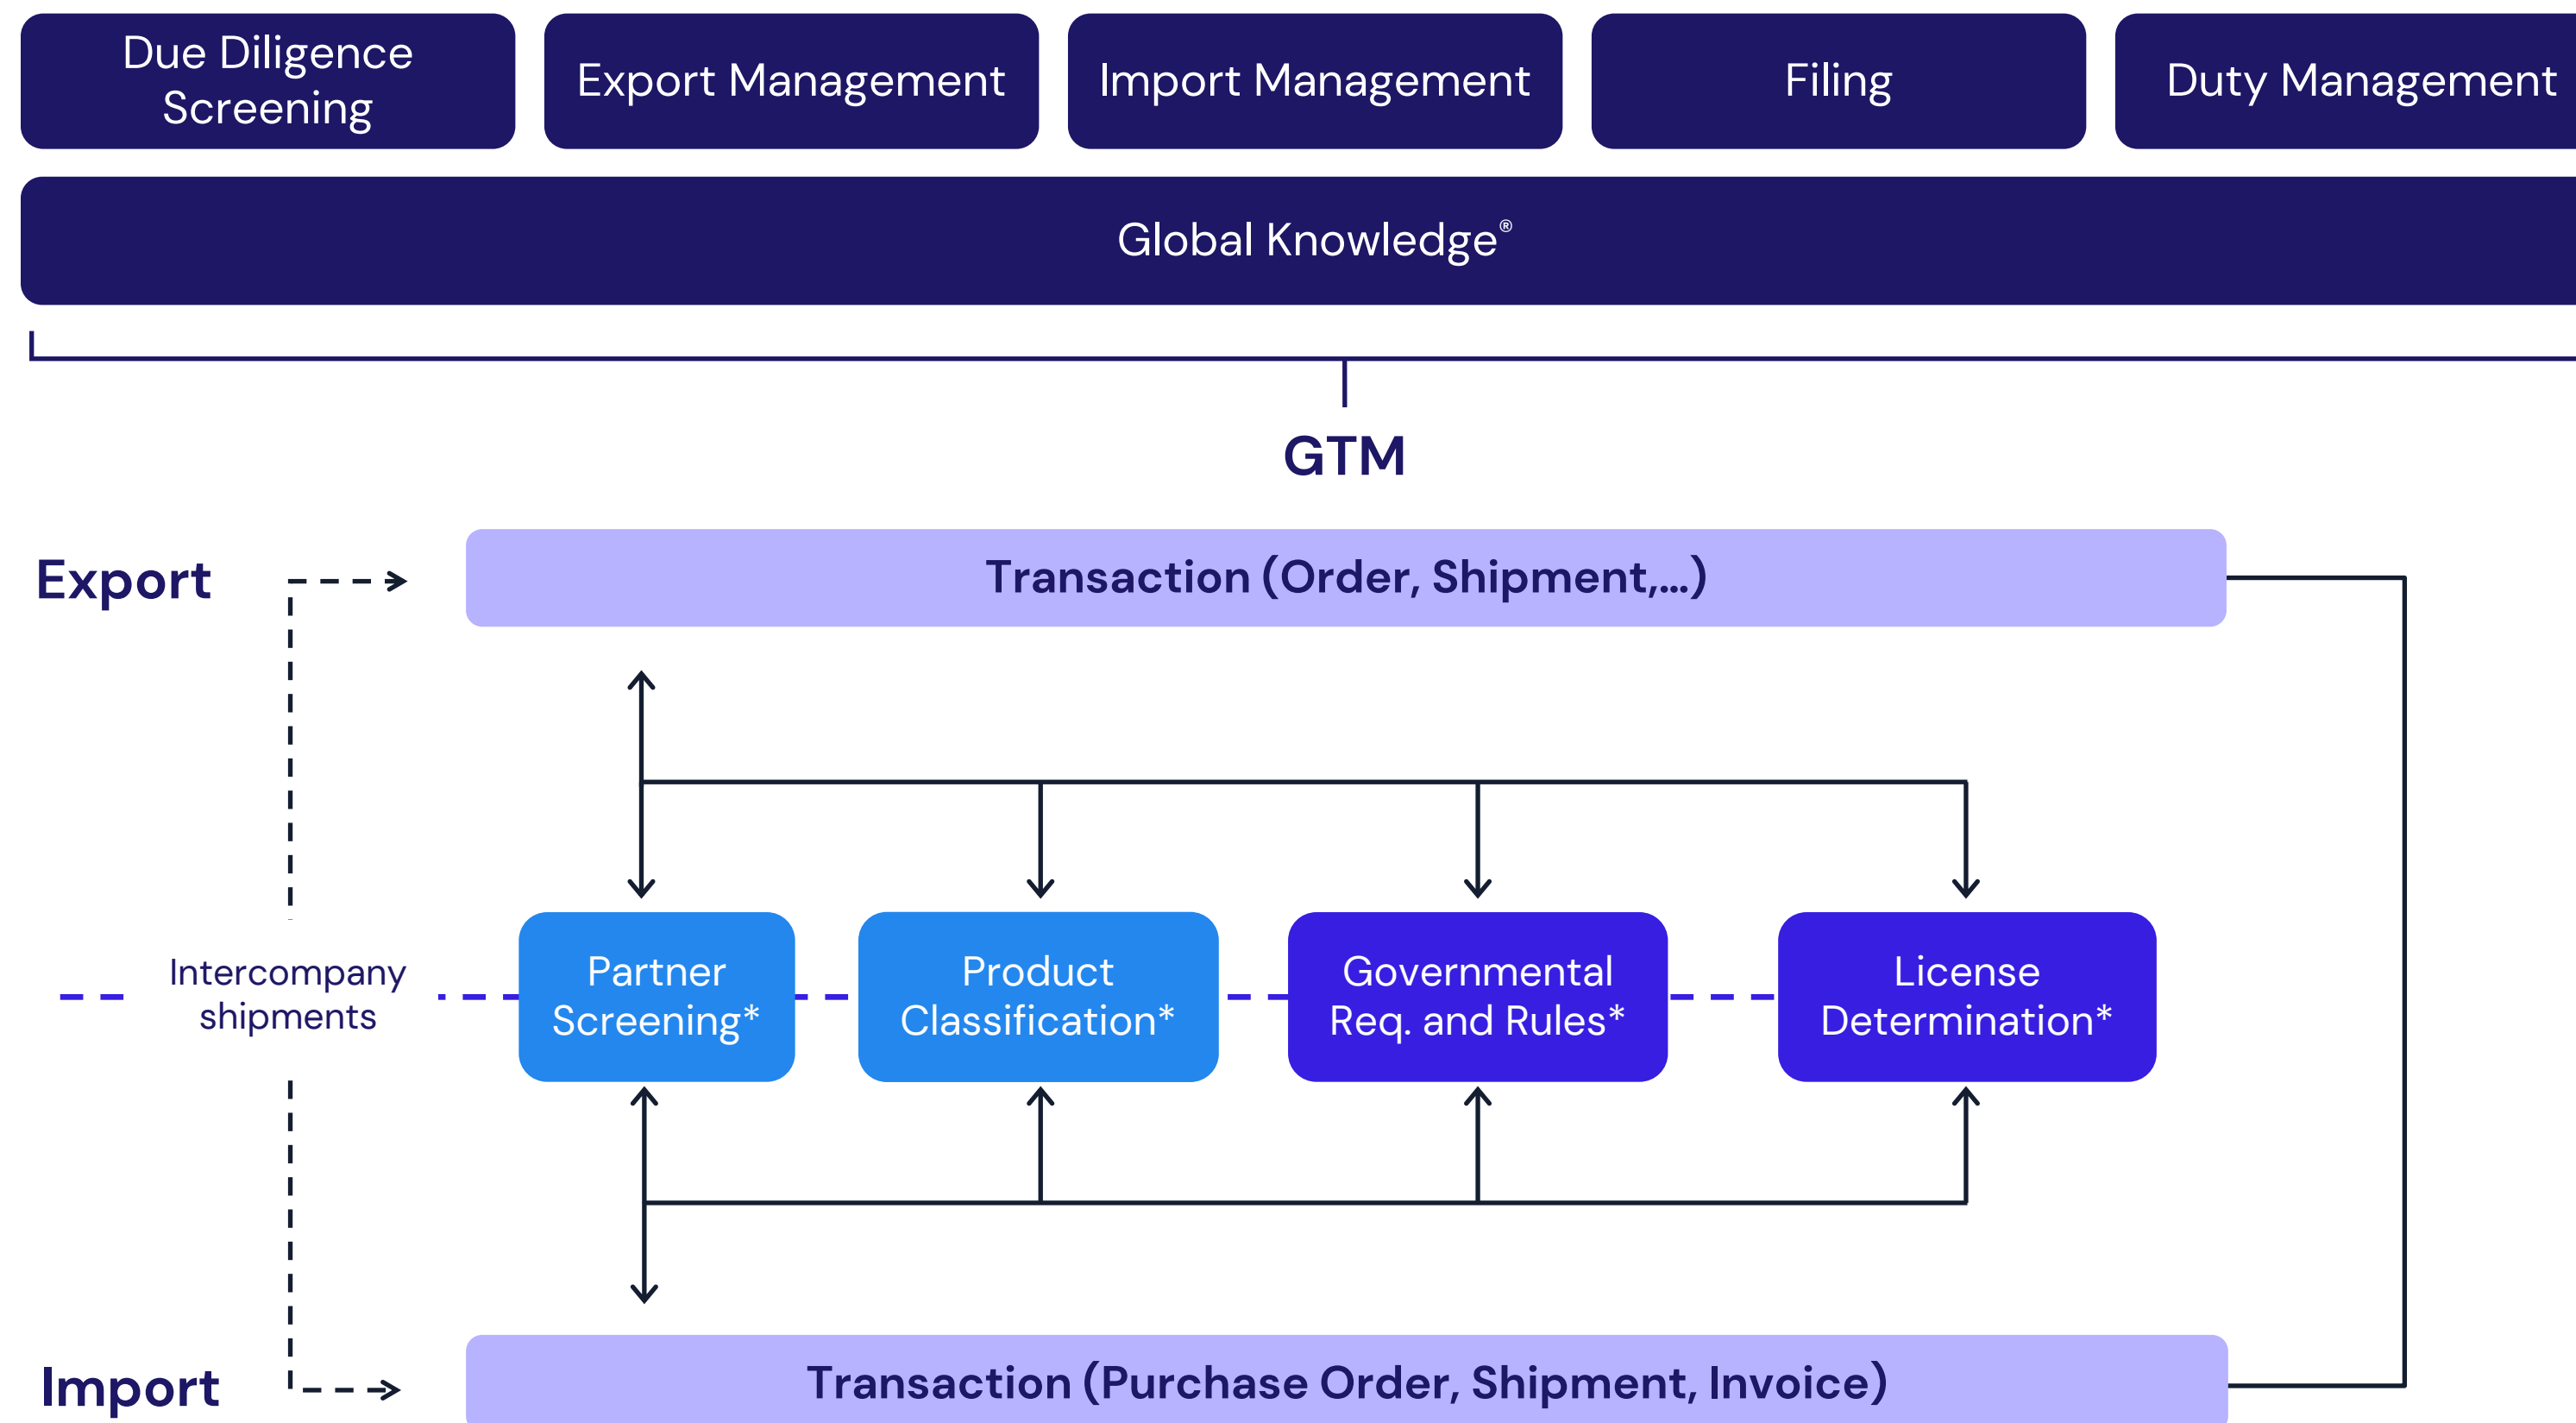 Due Diligence
Screening
Export Management
Import Management
Filing
Duty Management
Global Knowledge®
GTM
Export
Transaction (Order, Shipment,...)
Intercompany
shipments
Partner
Screening*
Product
Classification*
Governmental
Req. and Rules*
License
Determination*
Import
Transaction (Purchase Order, Shipment, Invoice)